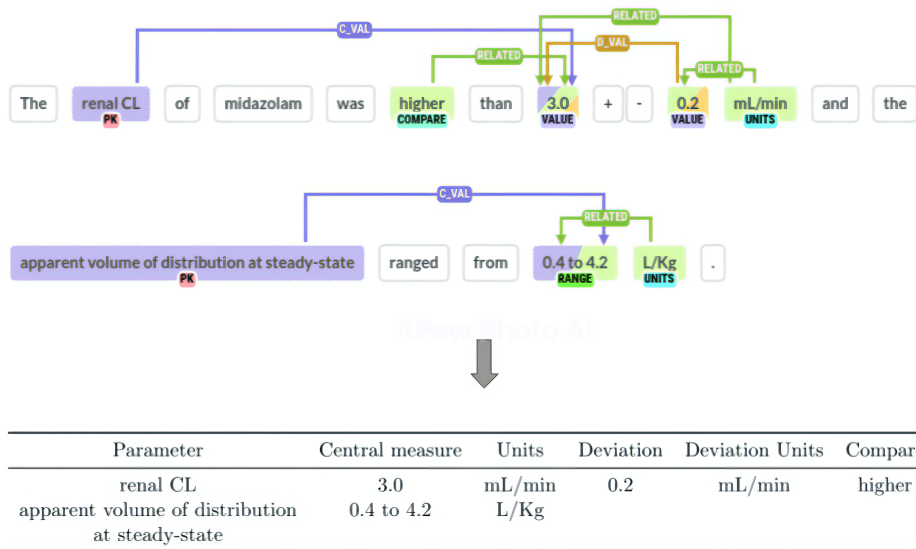 RELATED
C_VAL
D_VAL
RELATED
RELATED
The renal CL of midazolam was higher than 3.0 + - 0.2 mL/min and the
PK COMPARE VALUE VALUE UNITS
C_VAL
RELATED
apparent volume of distribution at steady-state ranged from 0.4 to 4.2 L/Kg .
PK RANGE UNITS
Parameter Central measure Units Deviation Deviation Units Compar
renal CL 3.0 mL/min 0.2 mL/min higher
apparent volume of distribution 0.4 to 4.2 L/Kg
at steady-state